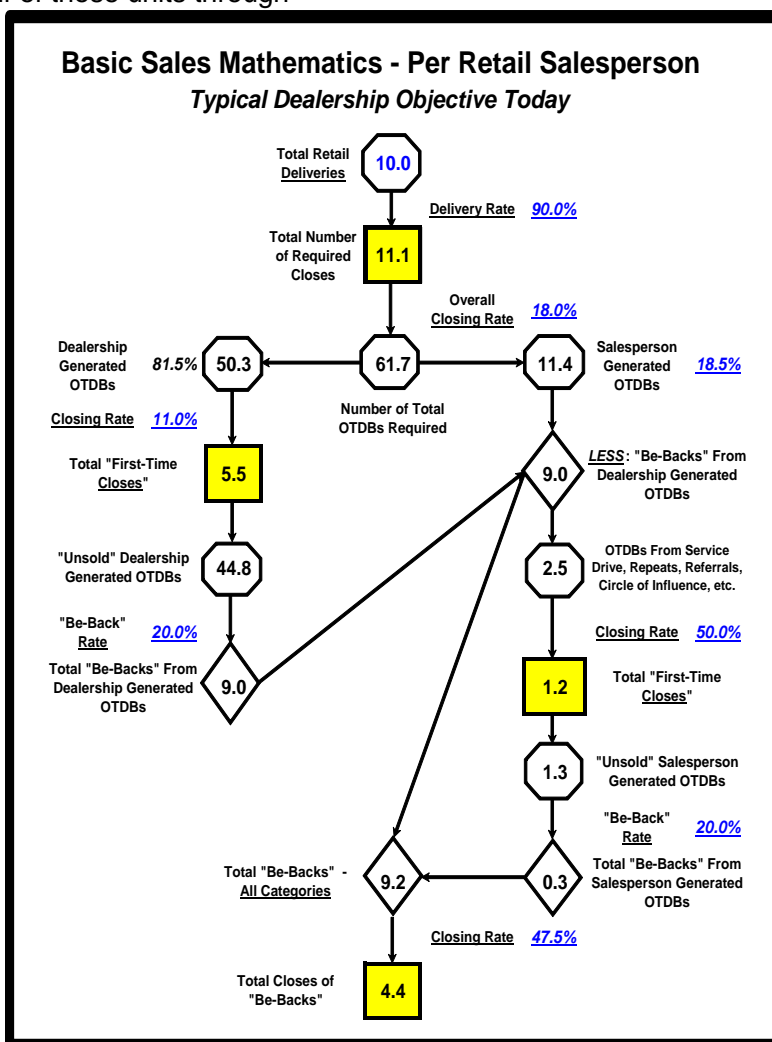 of these units through
Basic Sales Mathematics - Per Retail Salesperson
Typical Dealership Objective Today
Total Retail
Deliveries
10.0
Delivery Rate 90.0%
Total Number
of Required
Closes
11.1
Overall
Closing Rate 18.0%
Dealership
Generated
OTDBs
81.5%
50.3
61.7
11.4
Salesperson
Generated
OTDBs
18.5%
Number of Total
OTDBs Required
Closing Rate 11.0%
Total "First-Time
Closes"
5.5
9.0
LESS: "Be-Backs" From
Dealership Generated
OTDBs
"Unsold" Dealership
Generated OTDBs
44.8
2.5
OTDBs From Service
Drive, Repeats, Referrals,
Circle of Influence, etc.
"Be-Back"
Rate 20.0%
Closing Rate 50.0%
Total "Be-Backs" From
Dealership Generated
OTDBs
9.0
1.2
Total "First-Time
Closes"
1.3
"Unsold" Salesperson
Generated OTDBs
"Be-Back"
Rate 20.0%
Total "Be-Backs" -
All Categories
9.2
0.3
Total "Be-Backs" From
Salesperson Generated
OTDBs
Closing Rate 47.5%
Total Closes of
"Be-Backs"
4.4